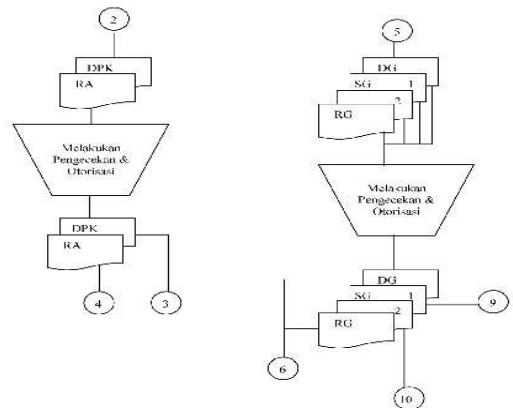 2
DPK
RA
Melakukan
Pengecekan &
Otorisasi
DPK
RA
4
3
5
DG
SG 1
2
RG
Melakukan
Pengecekan &
Otorisasi
DG
SG 1
2
RG
9
6
10